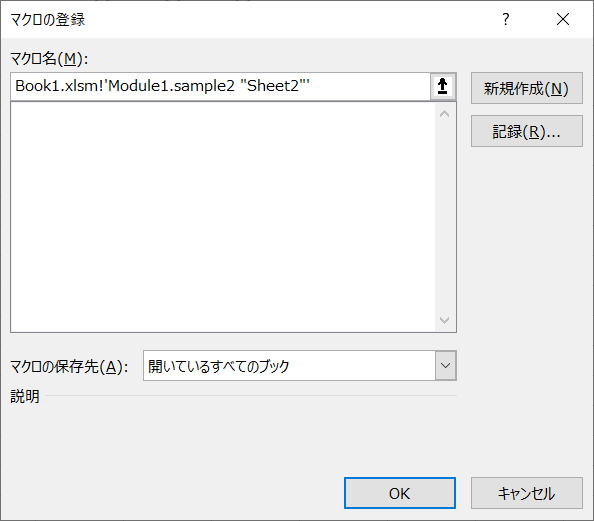 マクロの登録
?
マクロ名(M):
Book1.xlsm!'Module1.sample2 "Sheet2"'
新規作成(N)
記録(R)...
マクロの保存先(A):
開いているすべてのブック
説明
OK
キャンセル